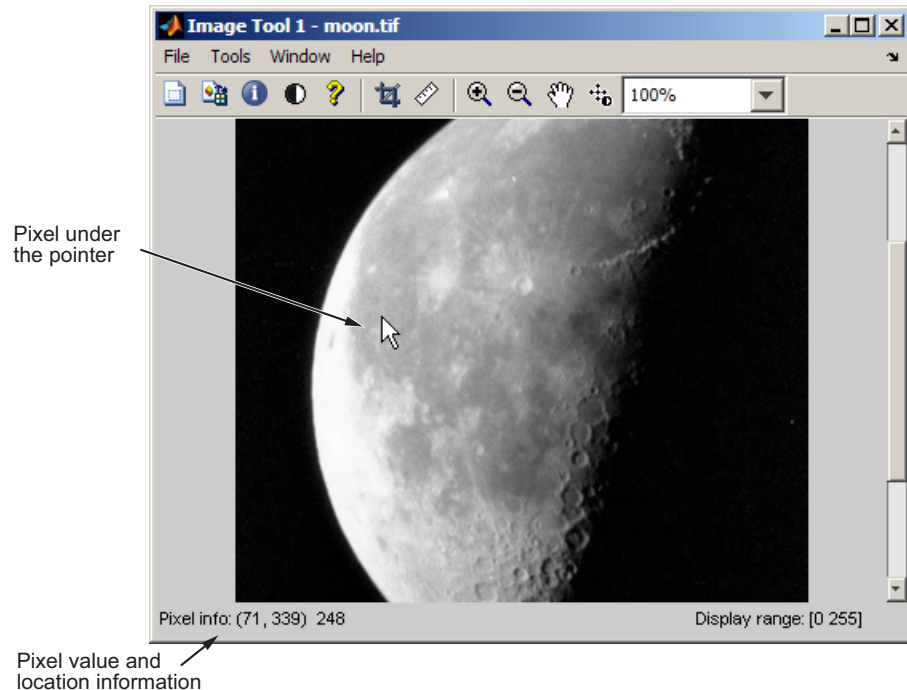 Image Tool 1 - moon.tif
File Tools Window Help
100%
Pixel under
the pointer
Pixel info: (71, 339) 248
Display range: [0 255]
Pixel value and
location information